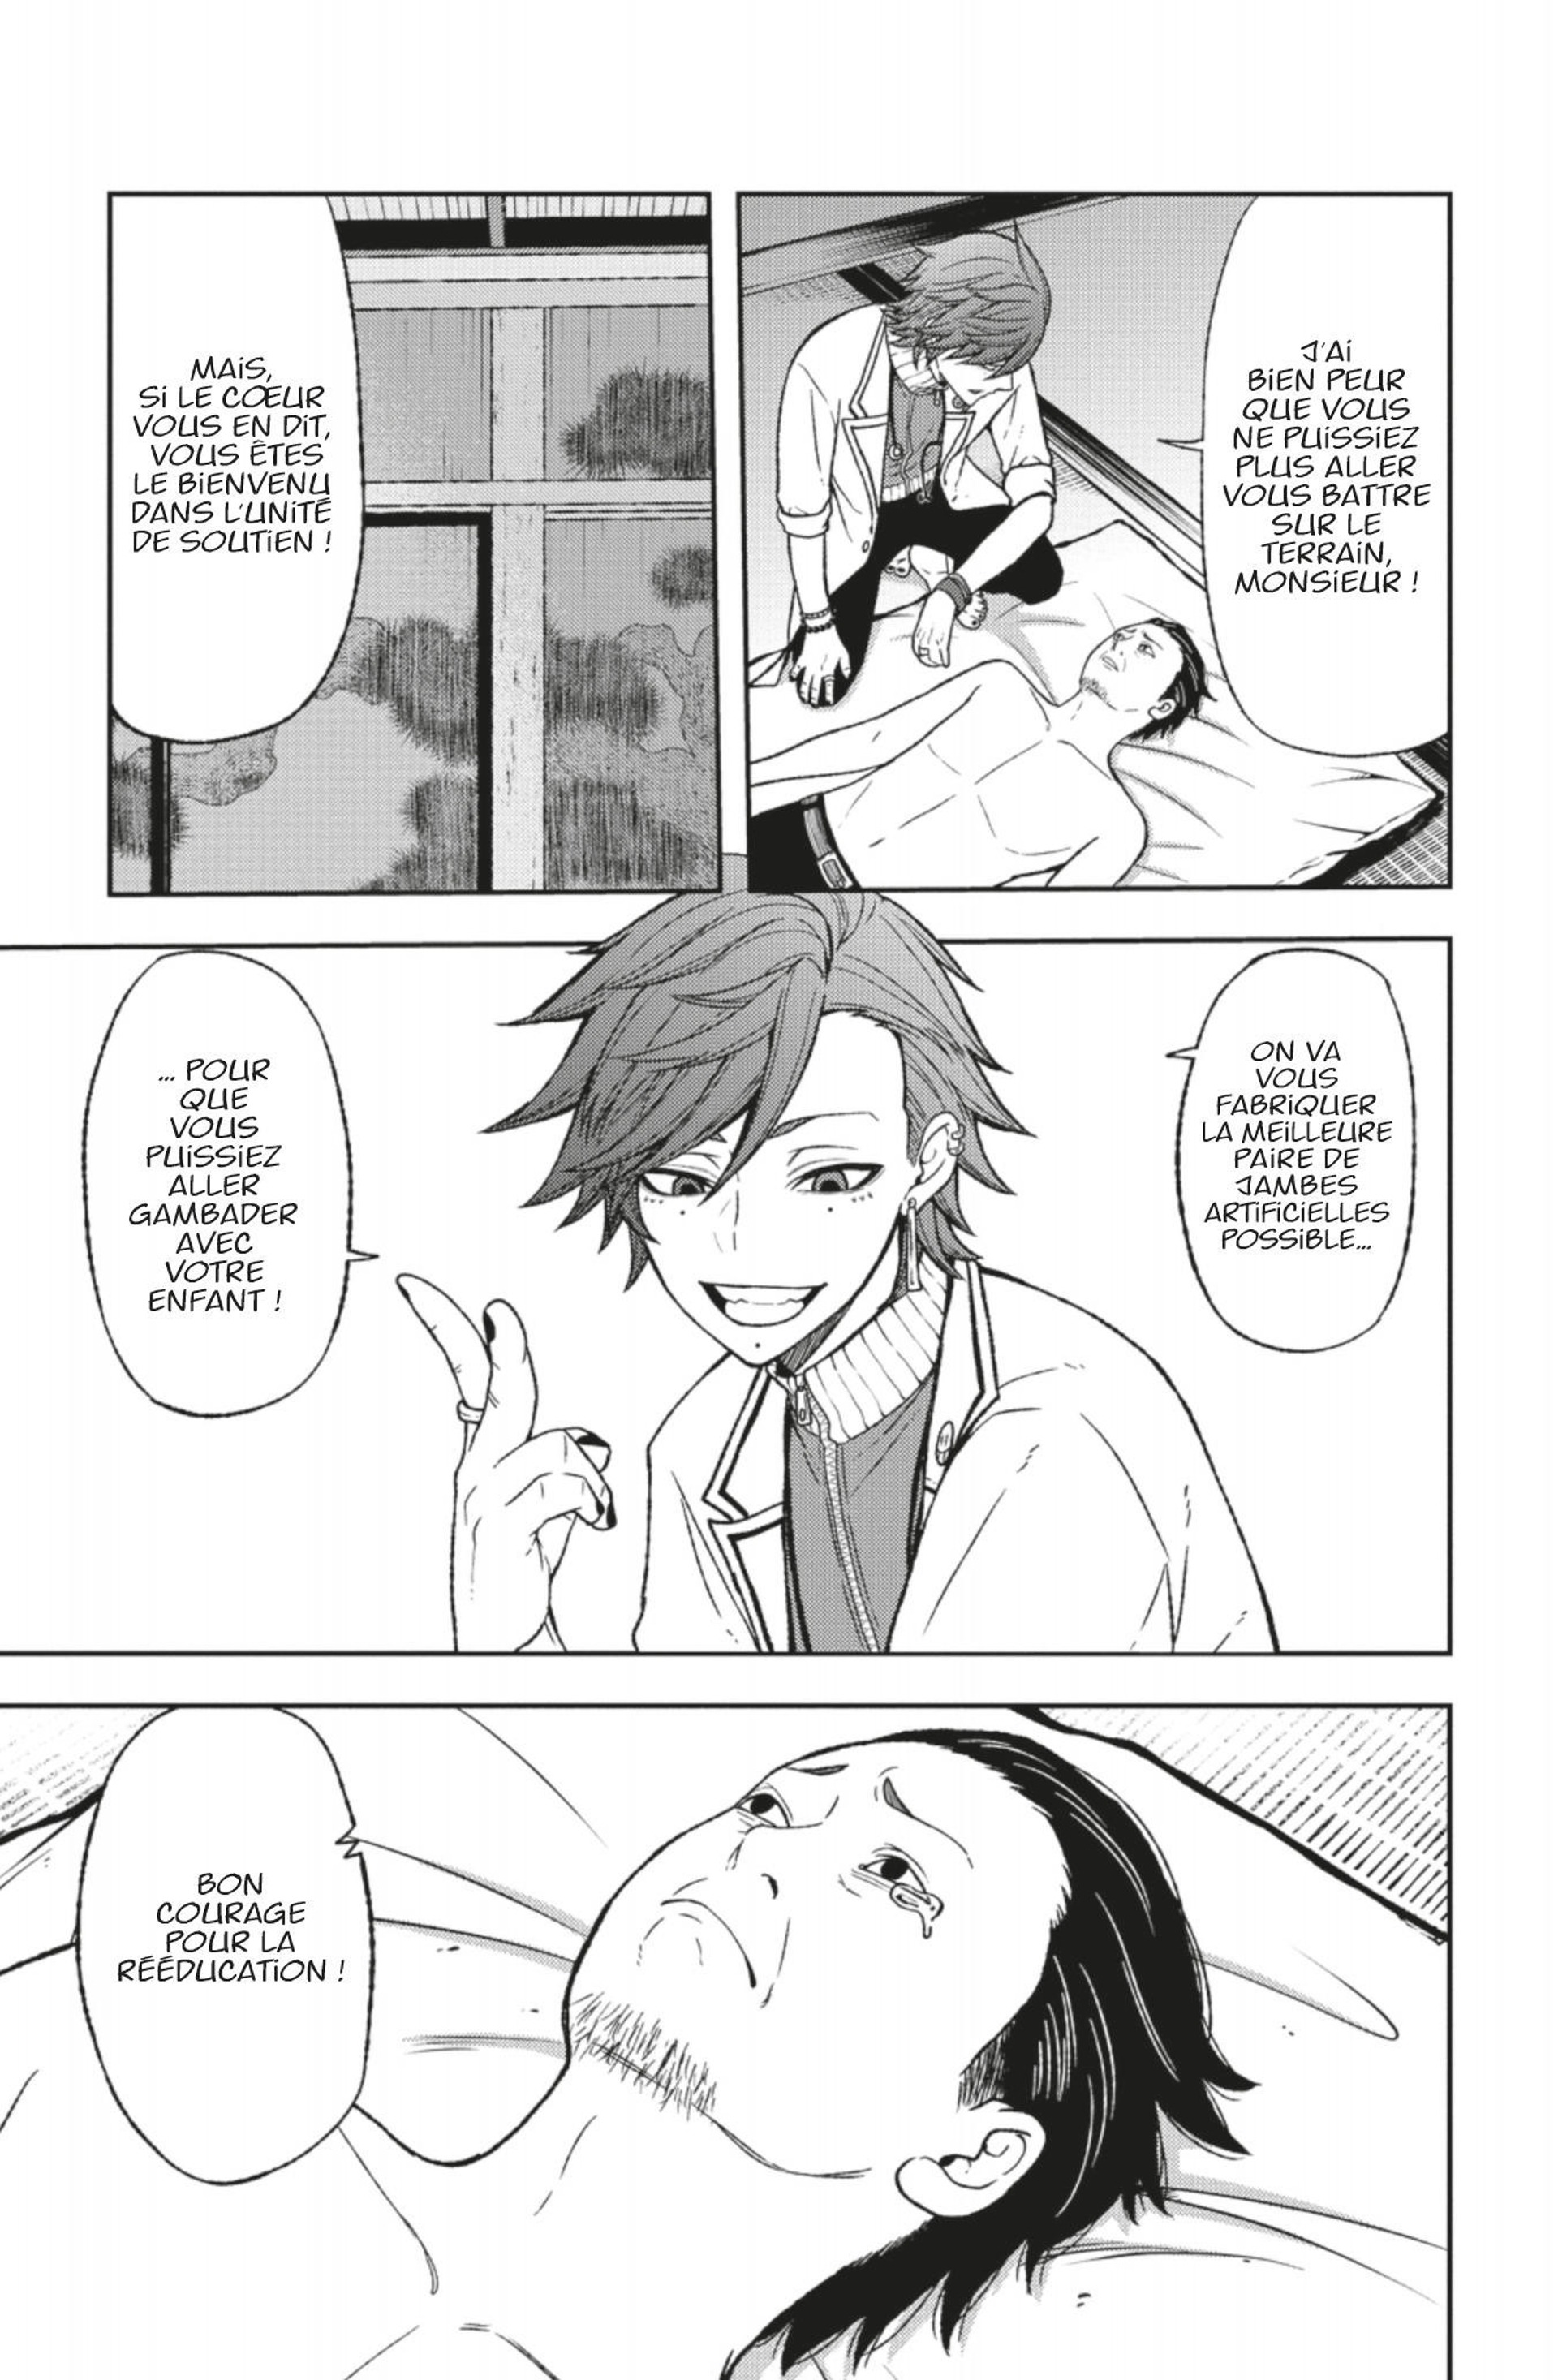 J'AI
BIEN PEUR
QUE VOUS
NE PUISSIEZ
PLUS ALLER
VOUS BATTRE
SUR LE
TERRAIN,
MONSIEUR !
MAIS,
SI LE CŒUR
VOUS EN DIT,
VOUS ÊTES
LE BIENVENU
DANS L'UNITÉ
DE SOUTIEN !
ON VA
VOUS
FABRIQUER
LA MEILLEURE
PAIRE DE
JAMBES
ARTIFICIELLES
POSSIBLE...
... POUR
QUE
VOUS
PUISSIEZ
ALLER
GAMBADER
AVEC
VOTRE
ENFANT !
BON
COURAGE
POUR LA
RÉÉDUCATION !